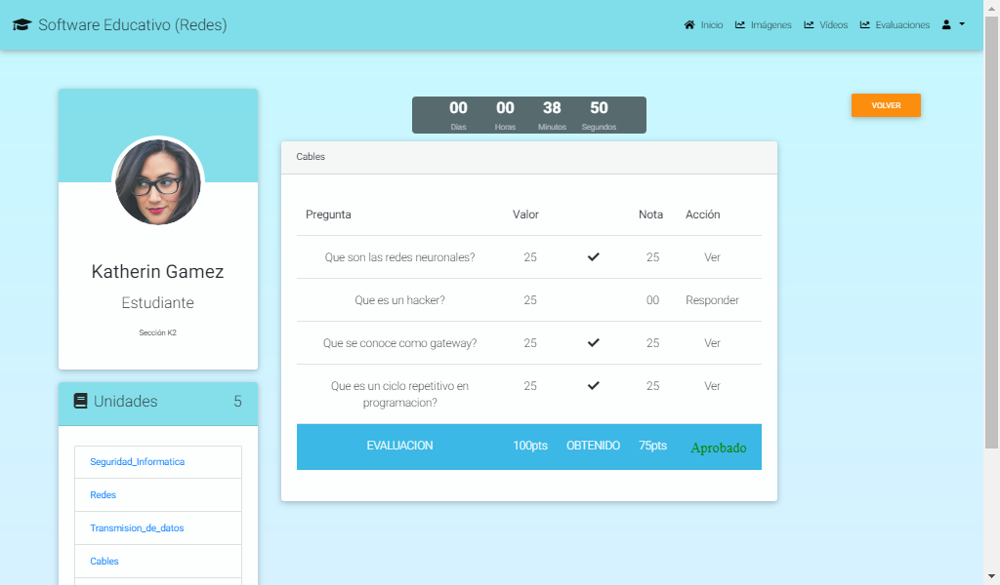 Software Educativo (Redes)
Inicio Imágenes Vídeos Evaluaciones
Katherin Gamez
Estudiante
Sección K2
Unidades 5
Seguridad_Informatica
Redes
Transmision_de_datos
Cables
00 00 38 50
Dias Horas Minutos Segundos
VOLVER
Cables
Pregunta Valor Nota Acción
Que son las redes neuronales? 25 25 Ver
Que es un hacker? 25 00 Responder
Que se conoce como gateway? 25 25 Ver
Que es un ciclo repetitivo en 25 25 Ver
programacion?
EVALUACION 100pts OBTENIDO 75pts Aprobado